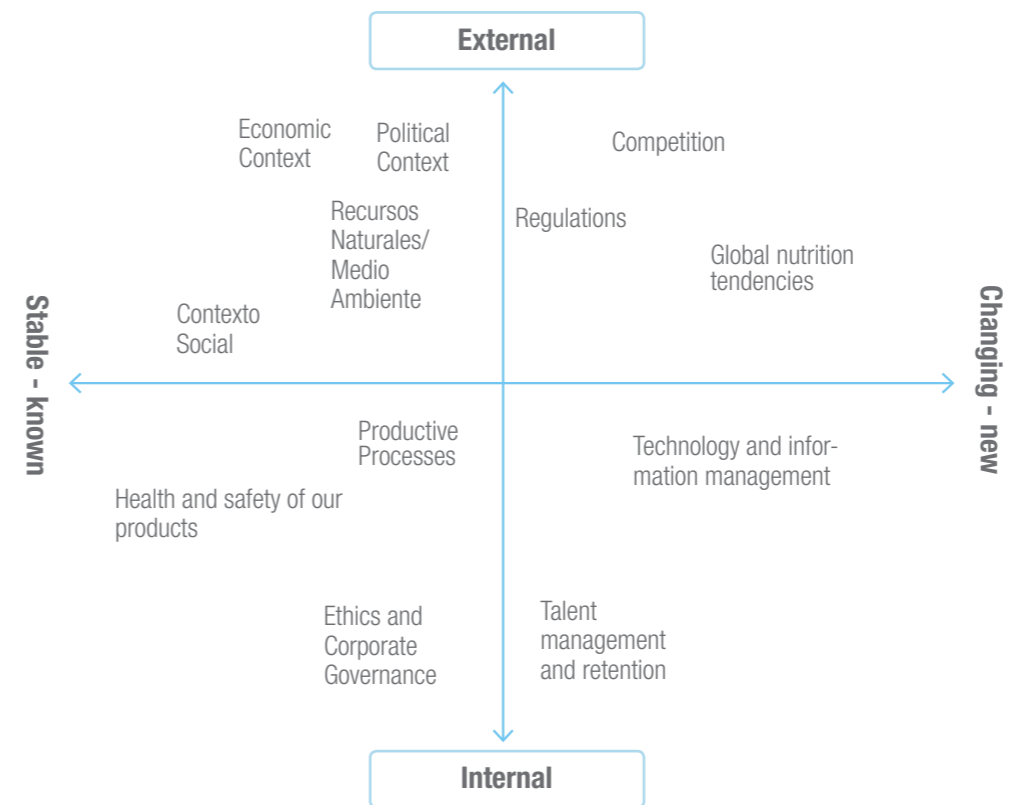 External
Economic
Context
Political
Context
Competition
Recursos
Naturales/
Medio
Ambiente
Regulations
Global nutrition
tendencies
Contexto
Social
Stable - known
Changing - new
Productive
Processes
Technology and infor-
mation management
Health and safety of our
products
Ethics and
Corporate
Governance
Talent
management
and retention
Internal